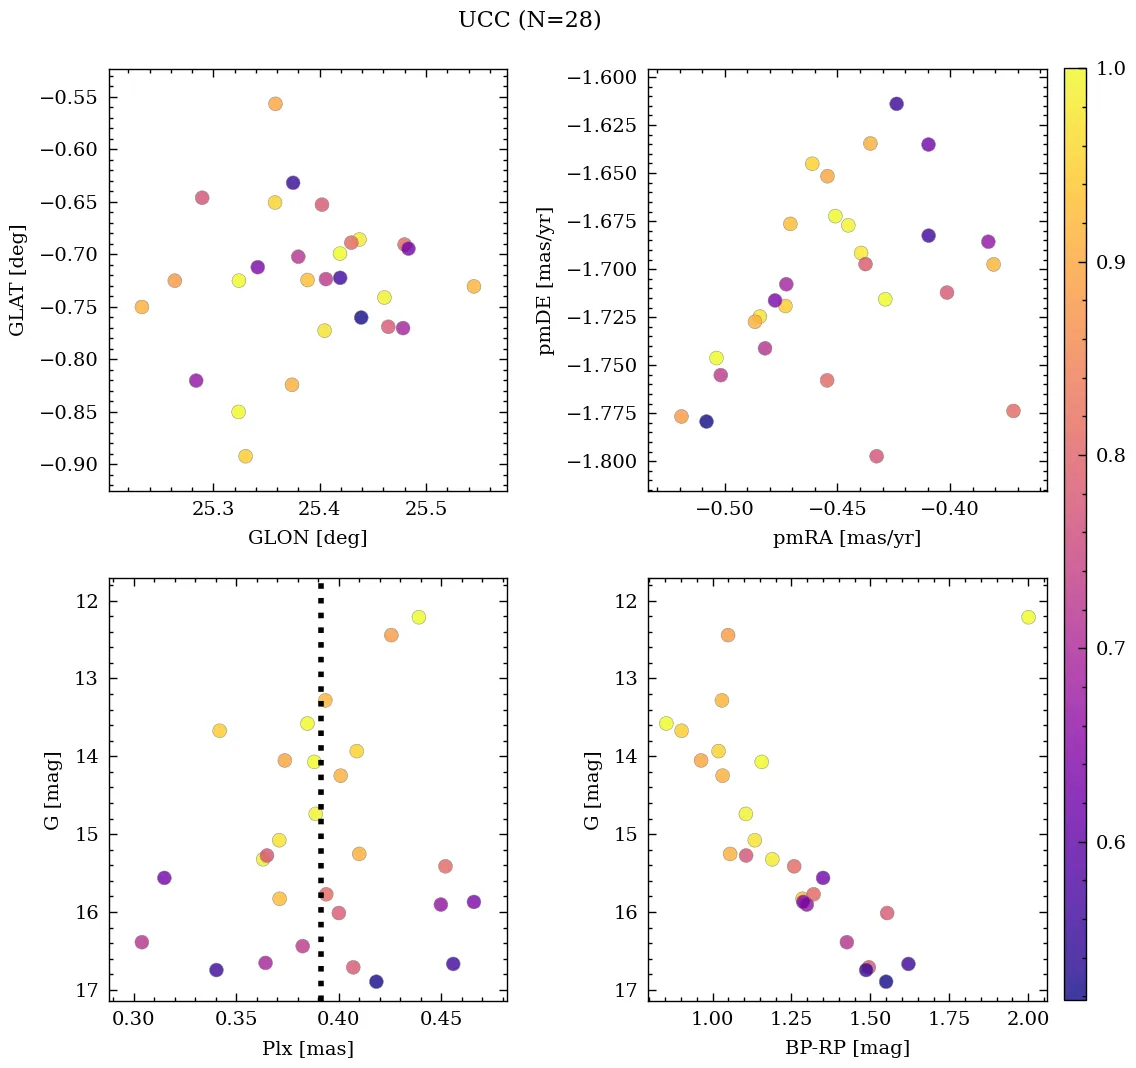 UCC (N=28)
−0.55
−0.60
−0.65
−0.70
−0.75
−0.80
−0.85
−0.90
GLAT [deg]
25.3 25.4 25.5
GLON [deg]
−1.600
−1.625
−1.650
−1.675
−1.700
−1.725
−1.750
−1.775
−1.800
pmDE [mas/yr]
−0.50 −0.45 −0.40
pmRA [mas/yr]
12
13
14
15
16
17
G [mag]
0.30 0.35 0.40 0.45
Plx [mas]
12
13
14
15
16
17
G [mag]
1.00 1.25 1.50 1.75 2.00
BP-RP [mag]
1.0
0.9
0.8
0.7
0.6